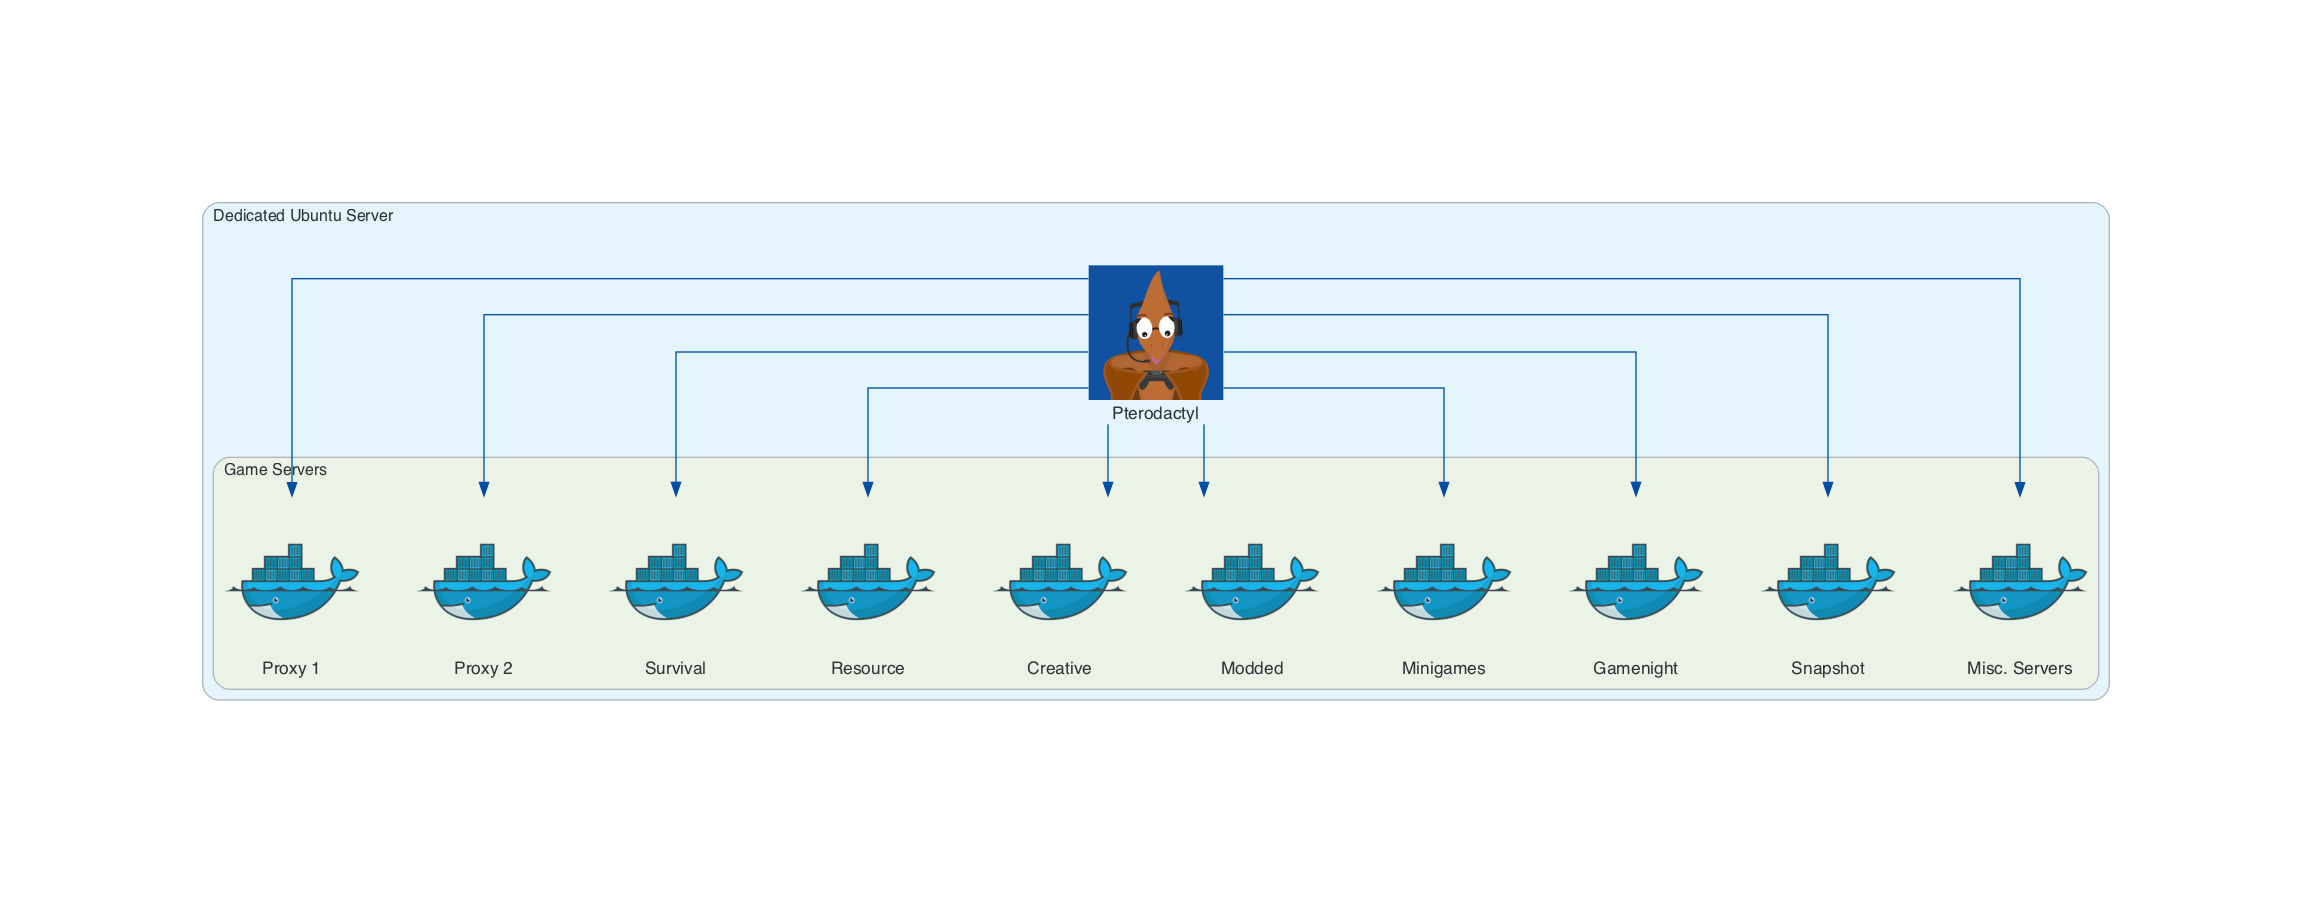 Dedicated Ubuntu Server
Pterodactyl
Game Servers
Proxy 1
Proxy 2
Survival
Resource
Creative
Modded
Minigames
Gamenight
Snapshot
Misc. Servers